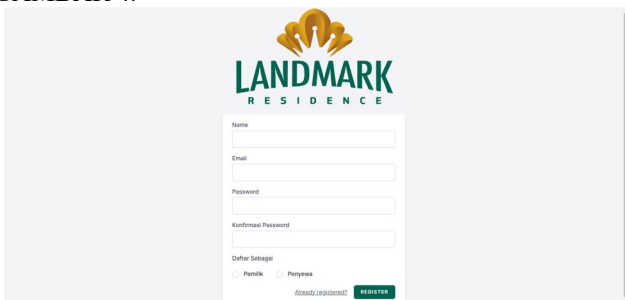 LANDMARK
RESIDENCE
Name
Email
Password
Konfirmasi Password
Daftar Sebagai
Pemilik Penyewa
Already registered? REGISTER